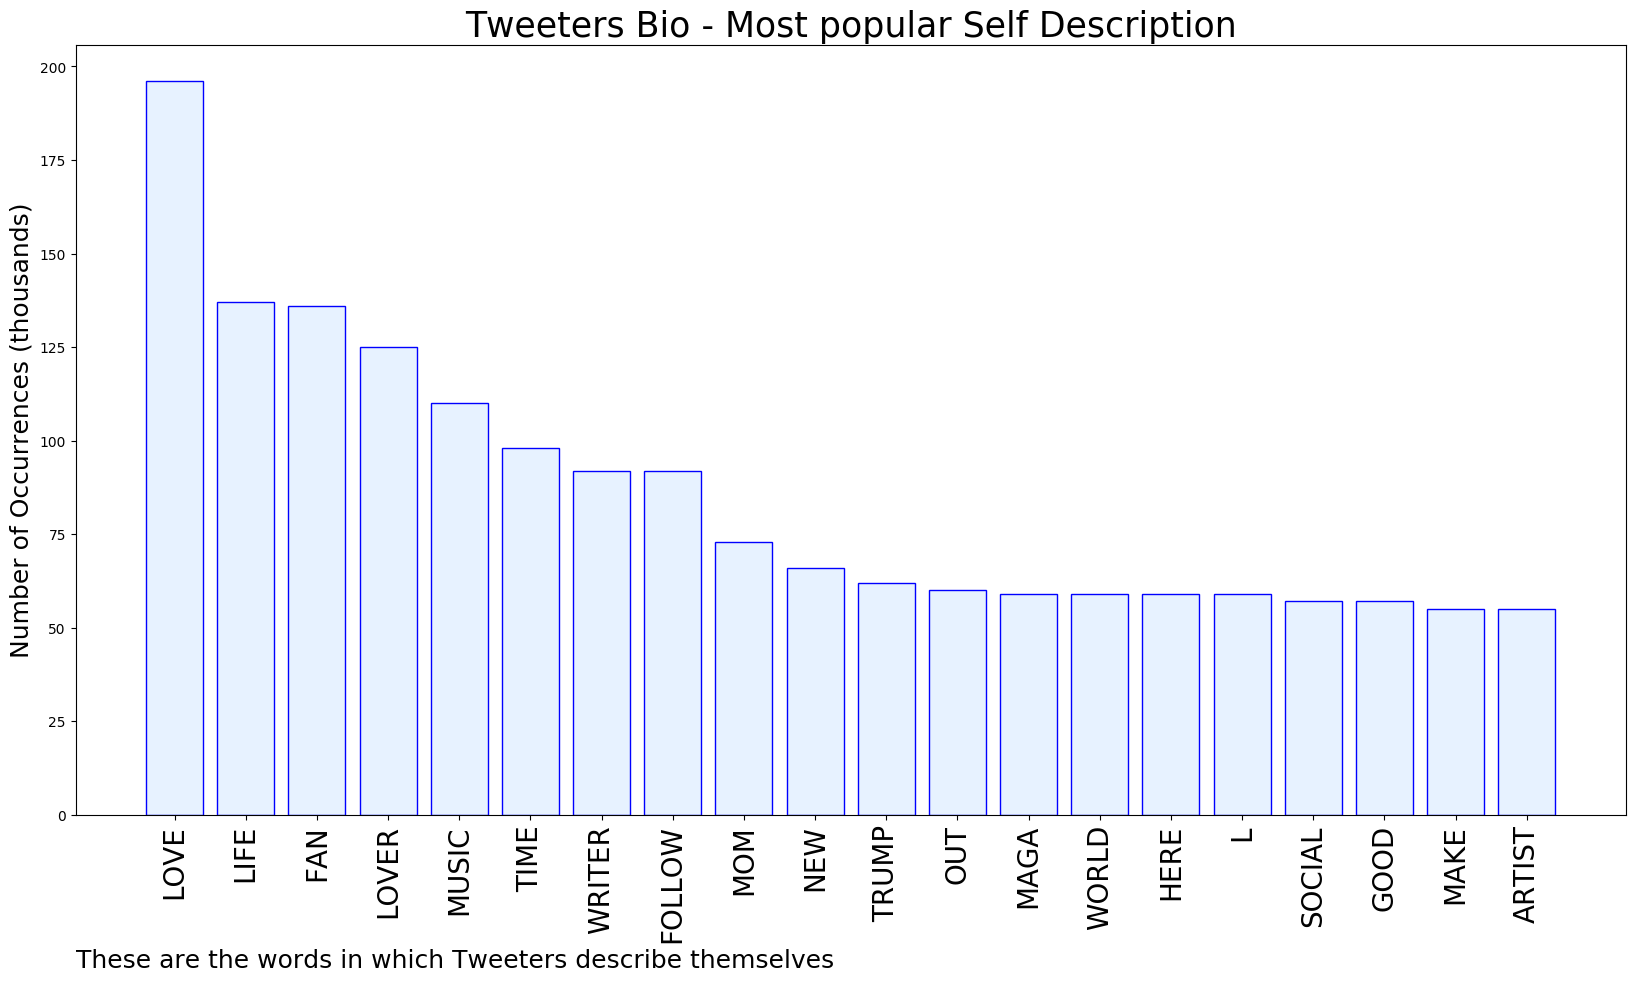 Tweeters Bio - Most popular Self Description
Number of Occurrences (thousands)
200
175
150
125
100
75
50
25
0
LOVE
LIFE
FAN
LOVER
MUSIC
TIME
WRITER
FOLLOW
MOM
NEW
TRUMP
OUT
MAGA
WORLD
HERE
L
SOCIAL
GOOD
MAKE
ARTIST
These are the words in which Tweeters describe themselves